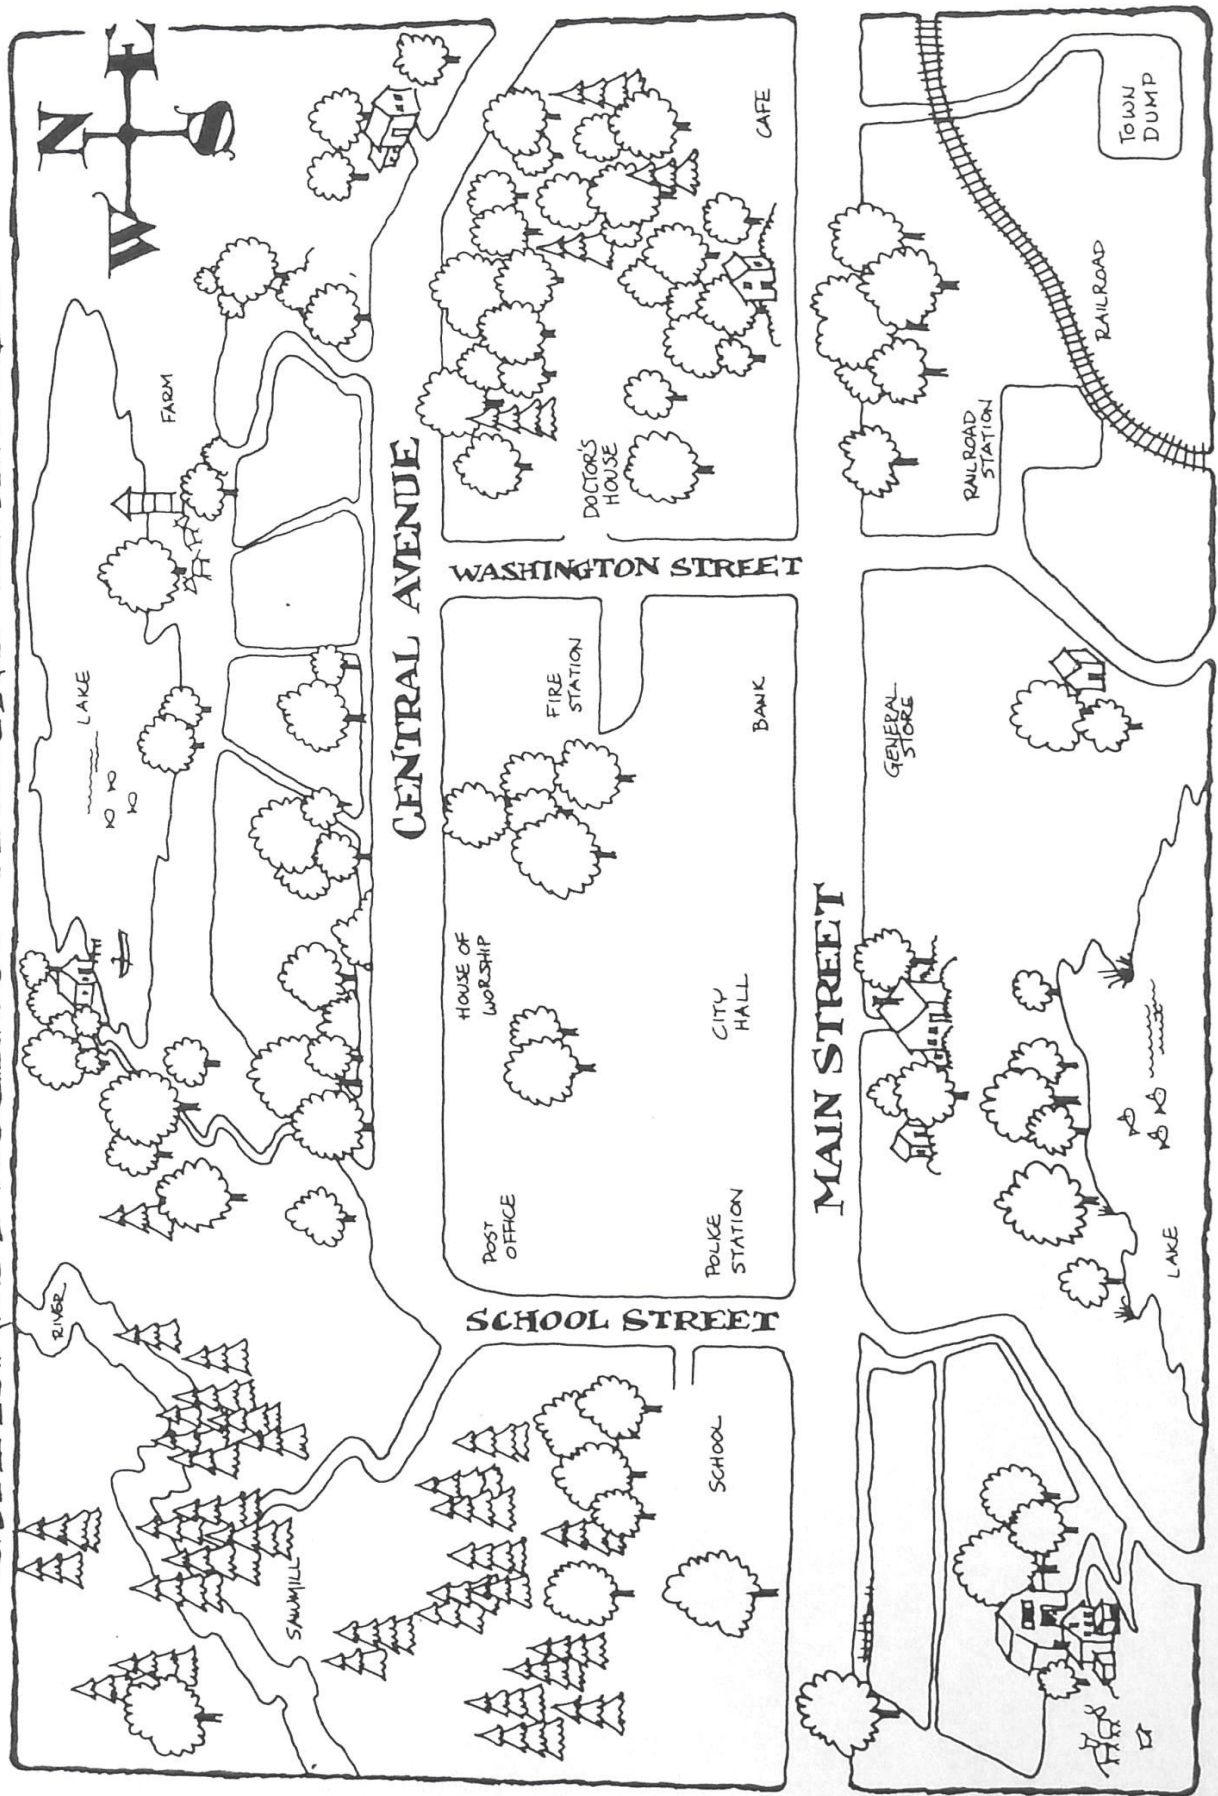 N
W
E
S
RIVER
LAKE
FARM
SAWMILL
CENTRAL AVENUE
POST
OFFICE
HOUSE OF
WORSHIP
FIRE
STATION
DOCTOR'S
HOUSE
SCHOOL STREET
WASHINGTON STREET
SCHOOL
POLICE
STATION
CITY
HALL
BANK
CAFE
MAIN STREET
GENERAL
STORE
RAILROAD
STATION
RAILROAD
TOWN
DUMP
LAKE